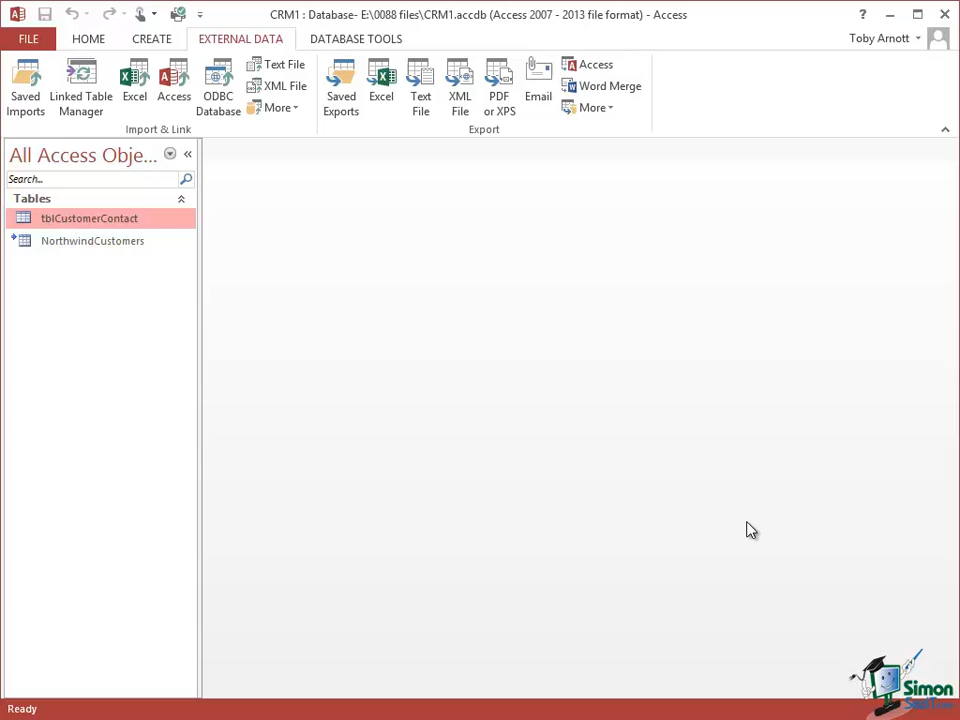 CRM1 : Database- E:\0088 files\CRM1.accdb (Access 2007 - 2013 file format) - Access
?
FILE HOME CREATE EXTERNAL DATA DATABASE TOOLS Toby Arnott
Saved Imports
Linked Table Manager
Excel
Access
ODBC Database
Text File
XML File
More
Import & Link
Saved Exports
Excel
Text File
XML File
PDF or XPS
Email
Access
Word Merge
More
Export
All Access Obje...
Search...
Tables
tblCustomerContact
NorthwindCustomers
Ready
Simon